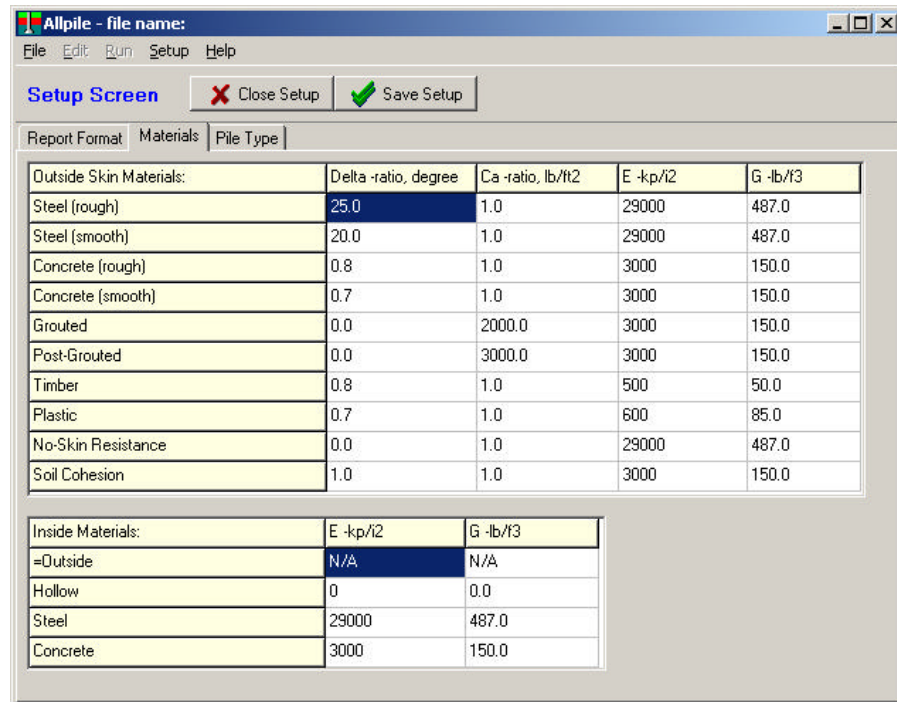 Allpile - file name:
File Edit Run Setup Help
Setup Screen Close Setup Save Setup
Report Format Materials Pile Type
Outside Skin Materials: Delta -ratio, degree Ca -ratio, lb/ft2 E -kp/i2 G -lb/f3
Steel (rough) 25.0 1.0 29000 487.0
Steel (smooth) 20.0 1.0 29000 487.0
Concrete (rough) 0.8 1.0 3000 150.0
Concrete (smooth) 0.7 1.0 3000 150.0
Grouted 0.0 2000.0 3000 150.0
Post-Grouted 0.0 3000.0 3000 150.0
Timber 0.8 1.0 500 50.0
Plastic 0.7 1.0 600 85.0
No-Skin Resistance 0.0 1.0 29000 487.0
Soil Cohesion 1.0 1.0 3000 150.0
Inside Materials: E -kp/i2 G -lb/f3
=Outside N/A N/A
Hollow 0 0.0
Steel 29000 487.0
Concrete 3000 150.0